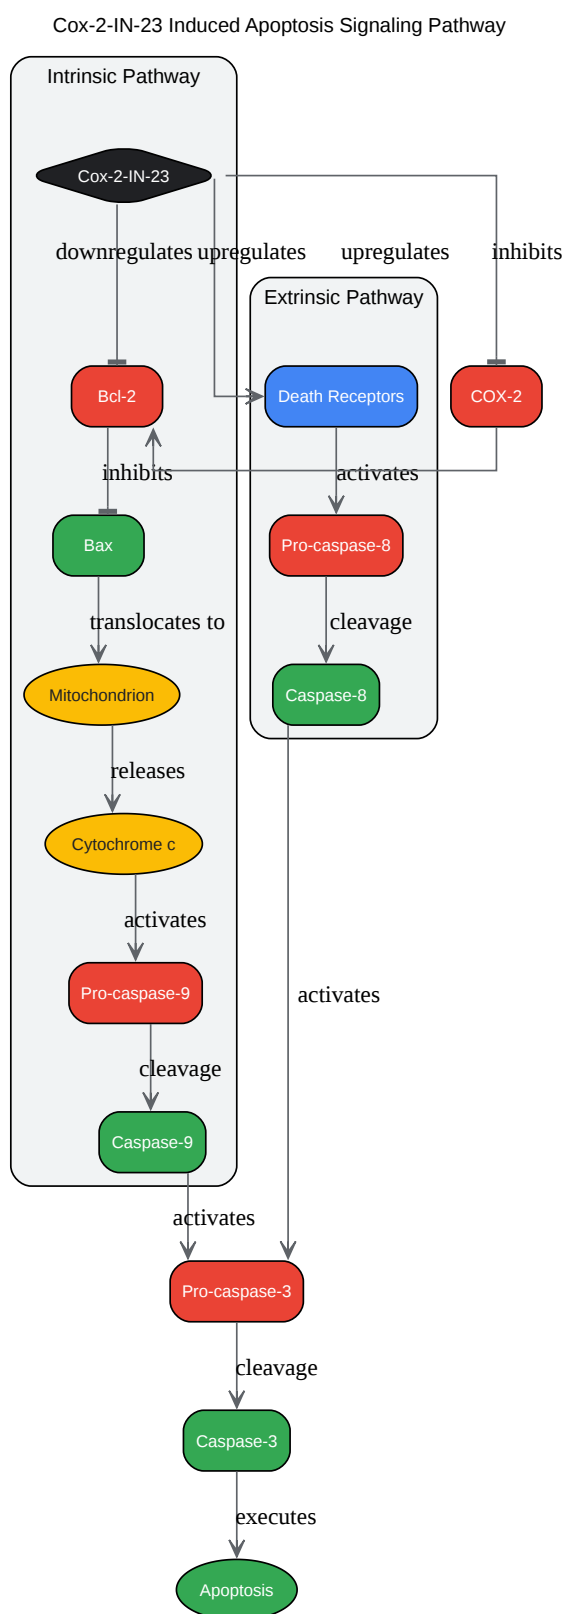 Cox-2-IN-23 Induced Apoptosis Signaling Pathway
Intrinsic Pathway
Cox-2-IN-23
downregulates
upregulates
upregulates
inhibits
Extrinsic Pathway
Bcl-2
Death Receptors
COX-2
inhibits
activates
Bax
Pro-caspase-8
translocates to
cleavage
Mitochondrion
Caspase-8
releases
Cytochrome c
activates
Pro-caspase-9
activates
cleavage
Caspase-9
activates
Pro-caspase-3
cleavage
Caspase-3
executes
Apoptosis